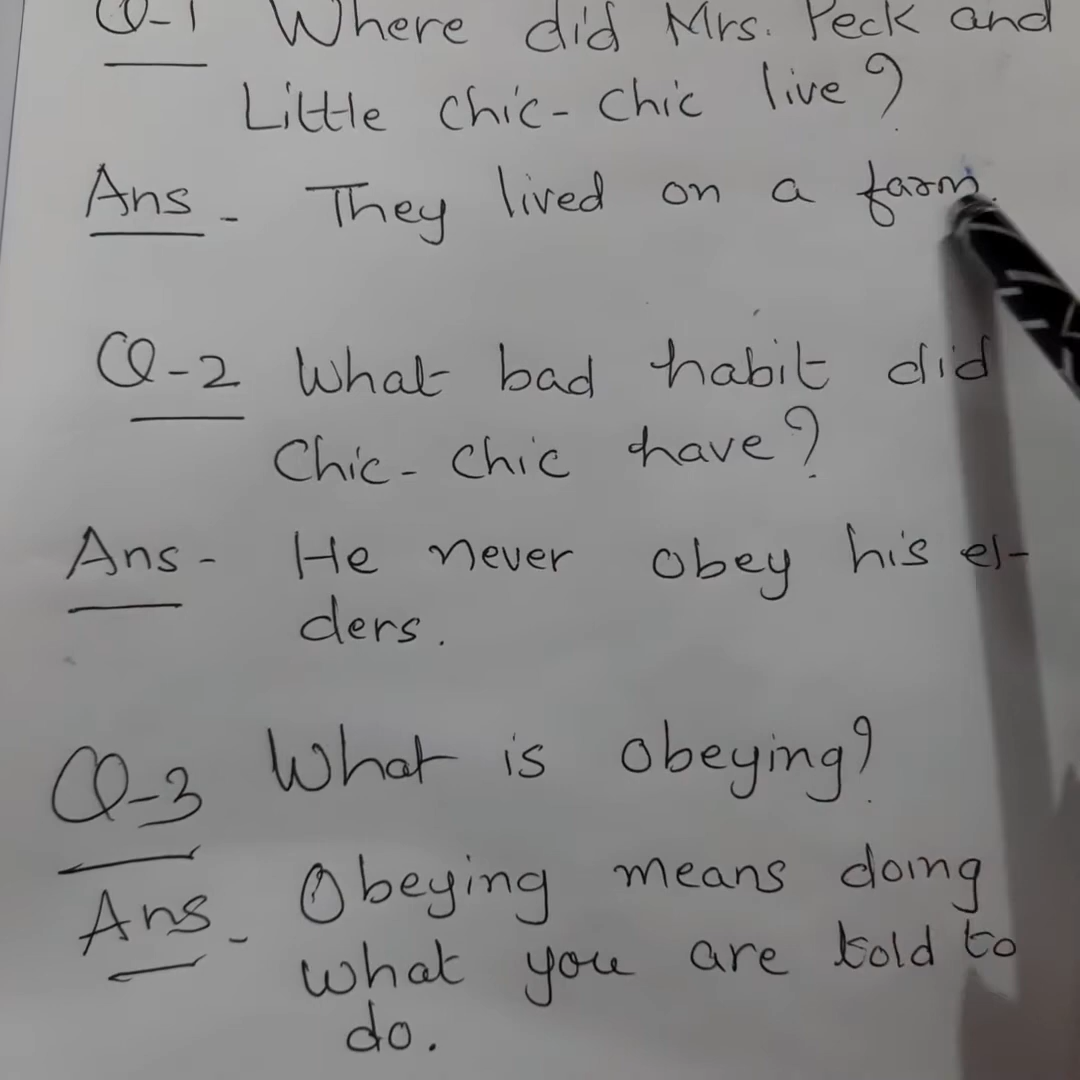 Q-1 Where did Mrs. Peck and
Little Chic-Chic live?
Ans - They lived on a farm.
Q-2 What bad habit did
Chic-Chic have?
Ans - He never obey his el-
ders.
Q-3 What is obeying?
Ans - Obeying means doing
what you are told to
do.